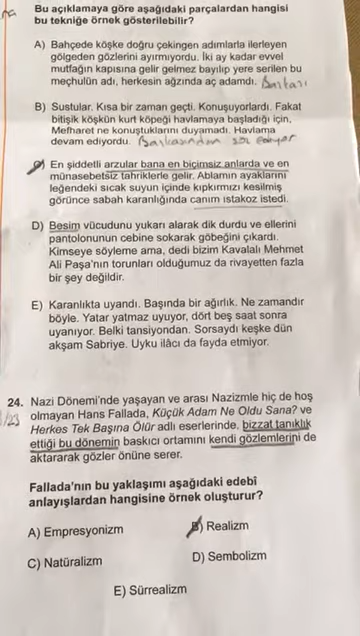 Bu açıklamaya göre aşağıdaki parçalardan hangisi
bu tekniğe örnek gösterilebilir?
A) Bahçede köşke doğru çekingen adımlarla ilerleyen
gölgeden gözlerini ayırmıyordu. İki ay kadar evvel
mutfağın kapısına gelir gelmez bayılıp yere serilen bu
meçhulün adı, herkesin ağzında aç adamdı.
B) Sustular. Kısa bir zaman geçti. Konuşuyorlardı. Fakat
bitişik köşkün kurt köpeği havlamaya başladığı için,
Mefharet ne konuştuklarını duyamadı. Havlama
devam ediyordu.
C) En şiddetli arzular bana en biçimsiz anlarda ve en
münasebetsiz tahriklerle gelir. Ablamın ayaklarını
leğendeki sıcak suyun içinde kıpkırmızı kesilmiş
görünce sabah karanlığında canım istakoz istedi.
D) Besim vücudunu yukarı alarak dik durdu ve ellerini
pantolonunun cebine sokarak göbeğini çıkardı.
Kimseye söyleme ama, dedi bizim Kavalalı Mehmet
Ali Paşa'nın torunları olduğumuz da rivayetten fazla
bir şey değildir.
E) Karanlıkta uyandı. Başında bir ağırlık. Ne zamandır
böyle. Yatar yatmaz uyuyor, dört beş saat sonra
uyanıyor. Belki tansiyondan. Sorsaydı keşke dün
akşam Sabriye. Uyku ilâcı da fayda etmiyor.
24. Nazi Dönemi'nde yaşayan ve arası Nazizmle hiç de hoş
olmayan Hans Fallada, Küçük Adam Ne Oldu Sana? ve
Herkes Tek Başına Ölür adlı eserlerinde, bizzat tanıklık
ettiği bu dönemin baskıcı ortamını kendi gözlemlerini de
aktararak gözler önüne serer.
Fallada'nın bu yaklaşımı aşağıdaki edebî
anlayışlardan hangisine örnek oluşturur?
A) Empresyonizm
B) Realizm
C) Natüralizm
D) Sembolizm
E) Sürrealizm